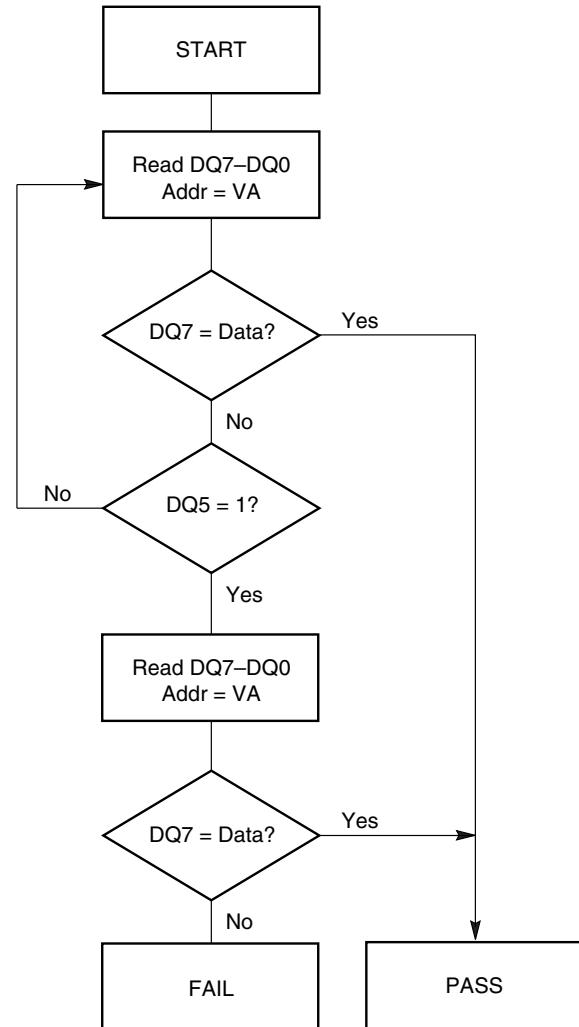 START
Read DQ7–DQ0
Addr = VA
DQ7 = Data?
Yes
No
No
DQ5 = 1?
Yes
Read DQ7–DQ0
Addr = VA
DQ7 = Data?
Yes
No
FAIL
PASS